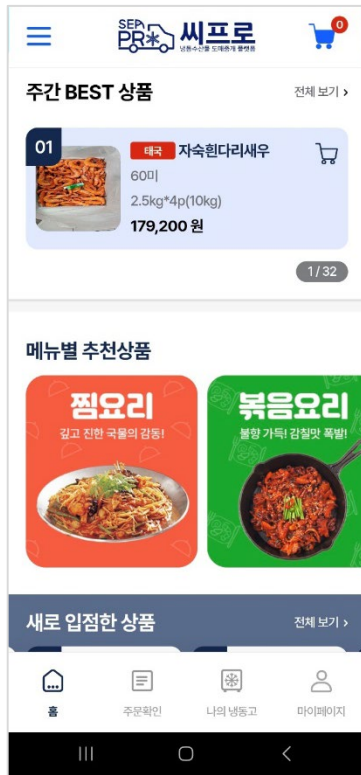 SEA
PRO 씨프로
냉동수산물 도매중개 플랫폼
0
주간 BEST 상품
전체 보기 >
01
태국 자숙흰다리새우
60미
2.5kg*4p(10kg)
179,200 원
1 / 32
메뉴별 추천상품
찜요리
깊고 진한 국물의 감동!
볶음요리
불향 가득! 감칠맛 폭발!
새로 입점한 상품
전체 보기 >
홈
주문확인
나의 냉동고
마이페이지